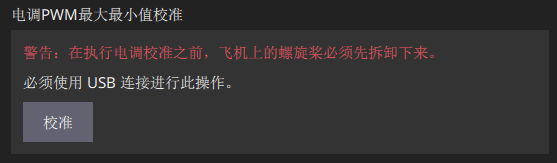 电调PWM最大最小值校准
警告：在执行电调校准之前，飞机上的螺旋桨必须先拆卸下来。
必须使用 USB 连接进行此操作。
校准